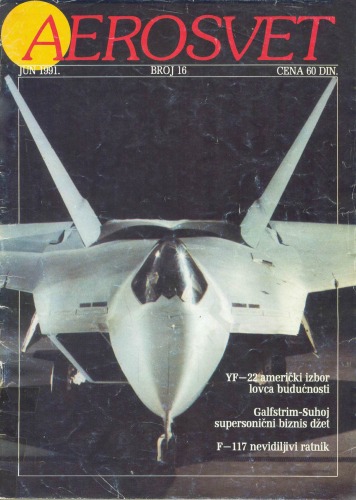 AEROSVET
JUN 1991.
BROJ 16
CENA 60 DIN.
YF—22 američki izbor
lovca budućnosti
Galfstrim-Suhoj
supersonični biznis džet
F—117 nevidiljivi ratnik